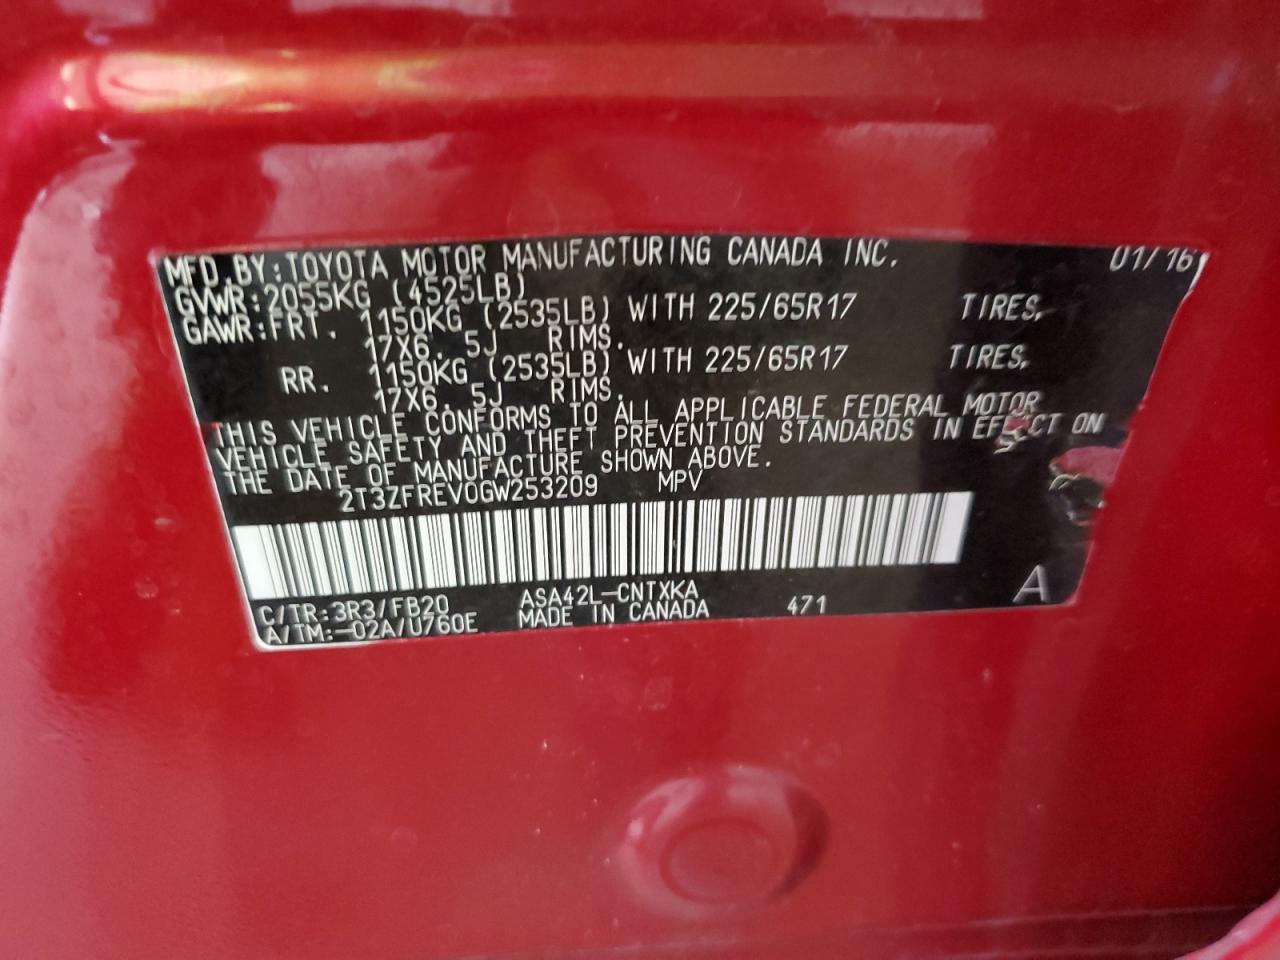 MFD.BY:TOYOTA MOTOR MANUFACTURING CANADA INC. 01/16
GVWR:2055KG (4525LB)
GAWR:FRT. 1150KG (2535LB) WITH 225/65R17 TIRES,
17X6.5J RIMS.
RR. 1150KG (2535LB) WITH 225/65R17 TIRES,
17X6.5J RIMS.
THIS VEHICLE CONFORMS TO ALL APPLICABLE FEDERAL MOTOR
VEHICLE SAFETY AND THEFT PREVENTION STANDARDS IN EFFECT ON
THE DATE OF MANUFACTURE SHOWN ABOVE.
2T3ZFREV0GW253209 MPV
C/TR:3R3/FB20 ASA42L-CNTXKA
A/TM:-02A/U760E MADE IN CANADA 471 A